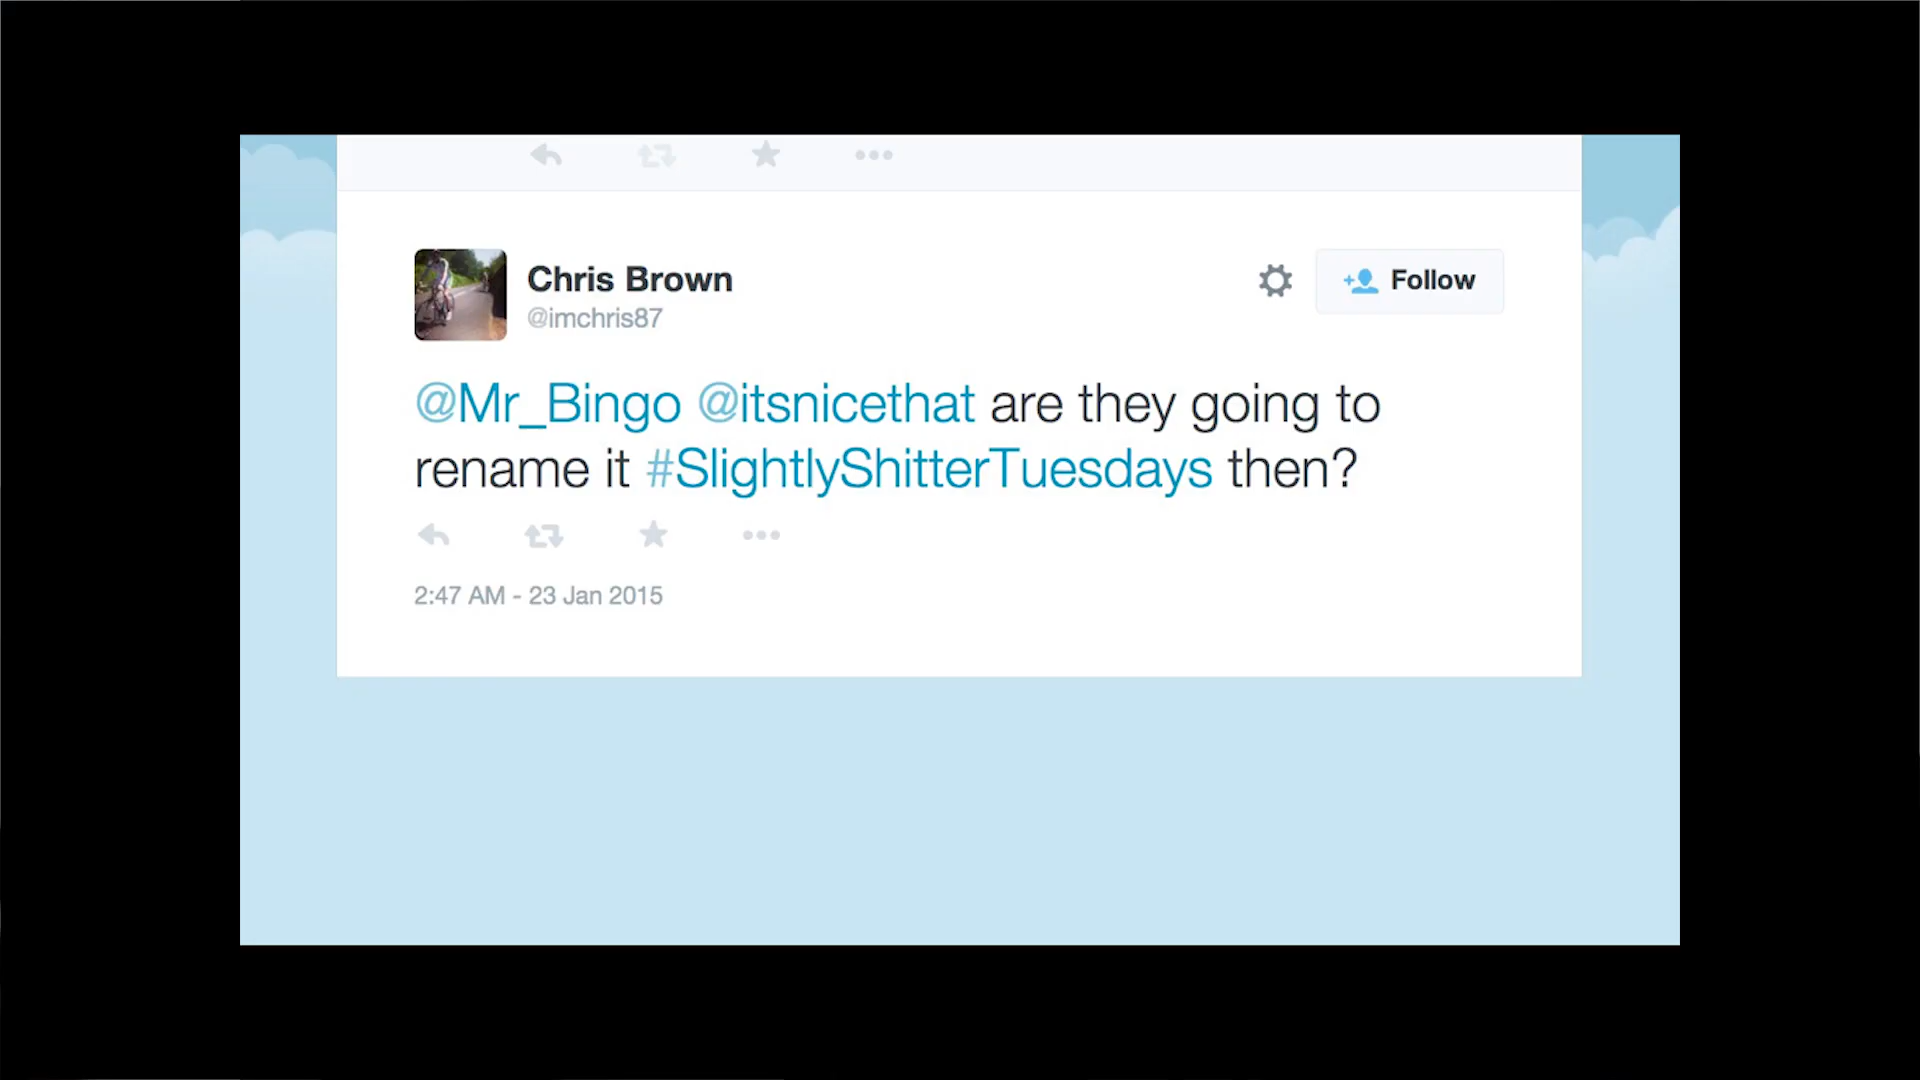 Chris Brown
@imchris87
Follow
@Mr_Bingo @itsnicethat are they going to
rename it #SlightlyShitterTuesdays then?
2:47 AM - 23 Jan 2015